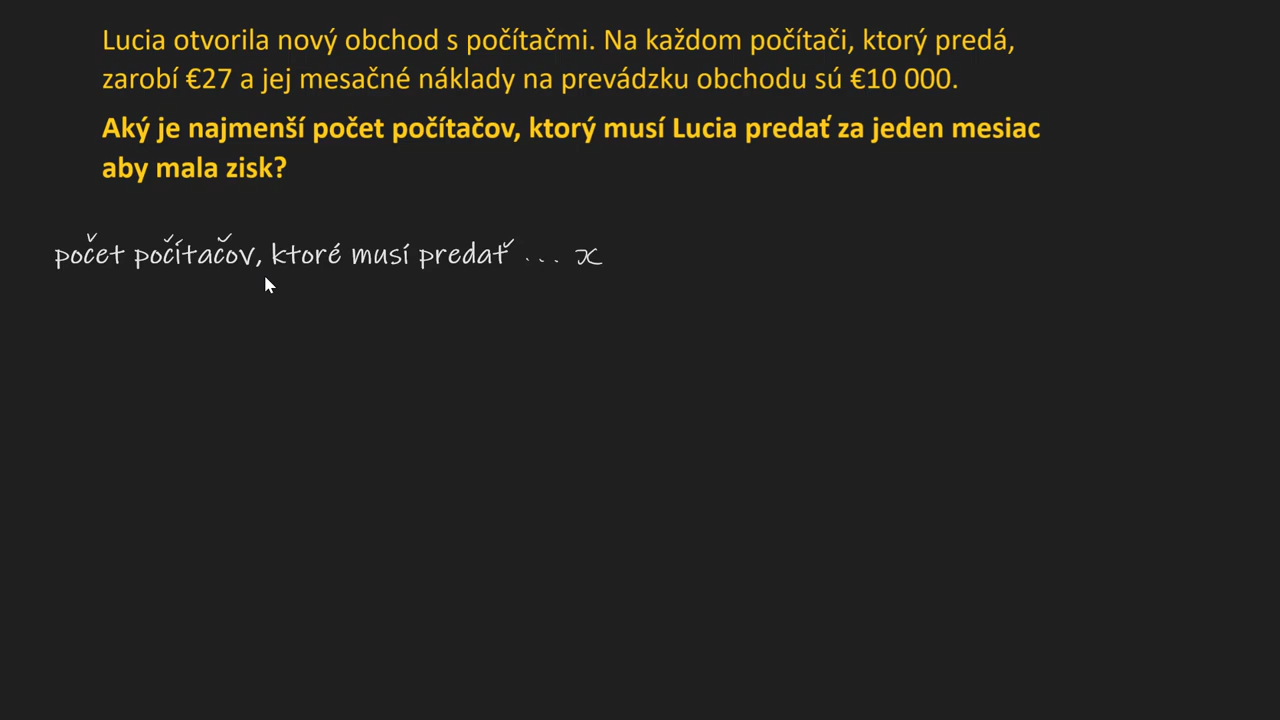 Lucia otvorila nový obchod s počítačmi. Na každom počítači, ktorý predá,
zarobí €27 a jej mesačné náklady na prevádzku obchodu sú €10 000.
Aký je najmenší počet počítačov, ktorý musí Lucia predať za jeden mesiac
aby mala zisk?
počet počítačov, ktoré musí predať ... x